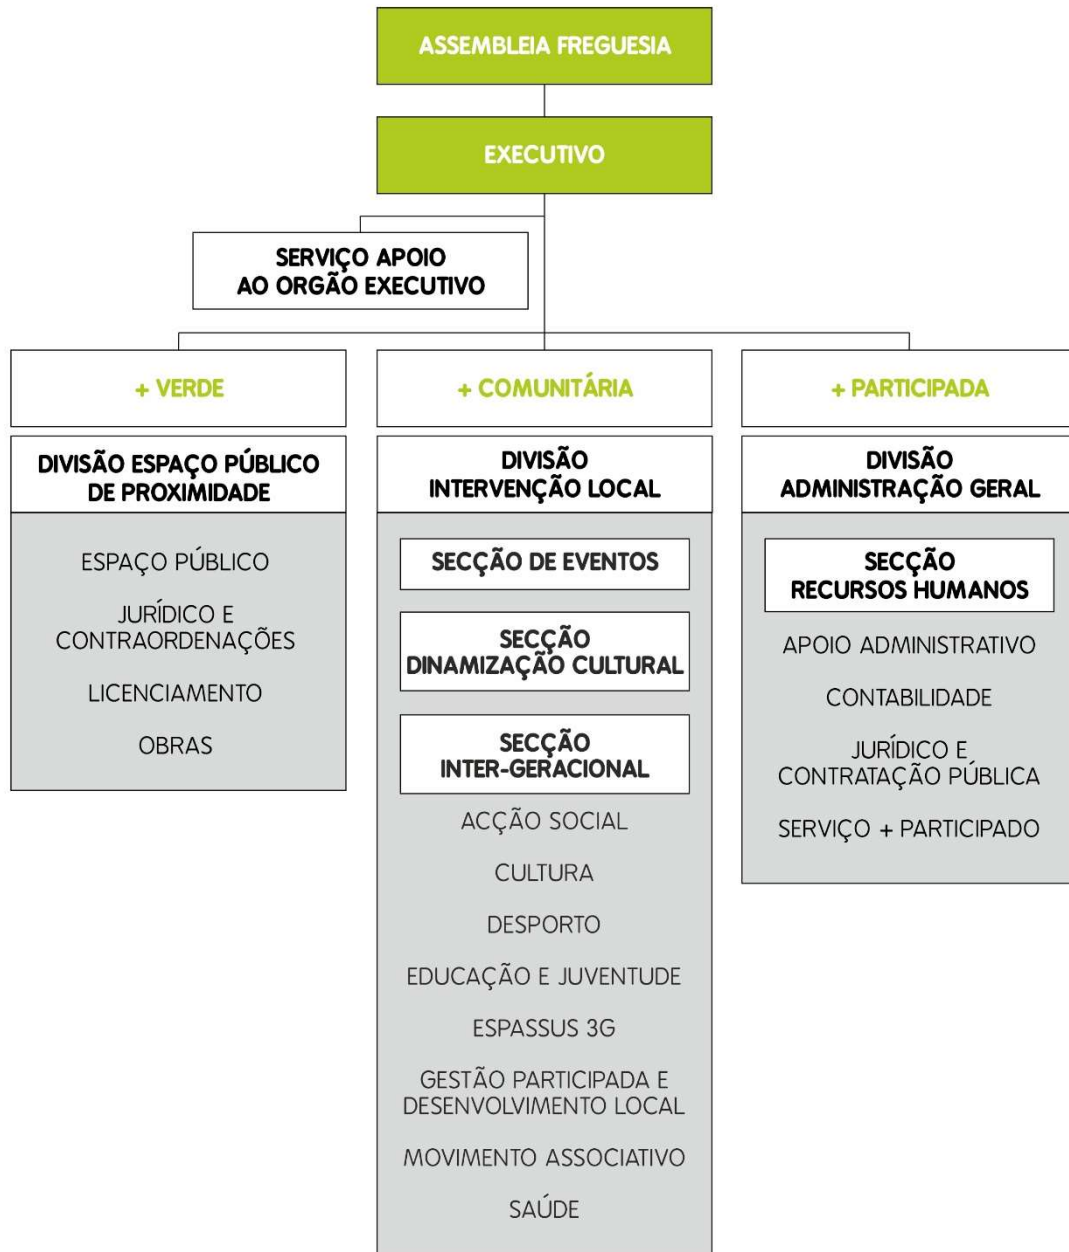 ASSEMBLEIA FREGUESIA
EXECUTIVO
SERVIÇO APOIO
AO ORGÃO EXECUTIVO
+ VERDE
DIVISÃO ESPAÇO PÚBLICO
DE PROXIMIDADE
ESPAÇO PÚBLICO
JURÍDICO E
CONTRAORDENAÇÕES
LICENCIAMENTO
OBRAS
+ COMUNITÁRIA
DIVISÃO
INTERVENÇÃO LOCAL
SECÇÃO DE EVENTOS
SECÇÃO
DINAMIZAÇÃO CULTURAL
SECÇÃO
INTER-GERACIONAL
ACÇÃO SOCIAL
CULTURA
DESPORTO
EDUCAÇÃO E JUVENTUDE
ESPASSUS 3G
GESTÃO PARTICIPADA E
DESENVOLVIMENTO LOCAL
MOVIMENTO ASSOCIATIVO
SAÚDE
+ PARTICIPADA
DIVISÃO
ADMINISTRAÇÃO GERAL
SECÇÃO
RECURSOS HUMANOS
APOIO ADMINISTRATIVO
CONTABILIDADE
JURÍDICO E
CONTRATAÇÃO PÚBLICA
SERVIÇO + PARTICIPADO